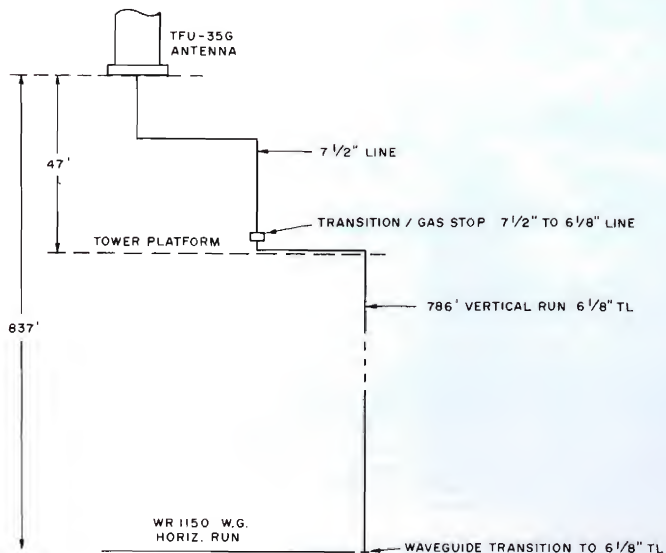 TFU-35G
ANTENNA
47'
7 1/2" LINE
TRANSITION / GAS STOP 7 1/2" TO 6 1/8" LINE
TOWER PLATFORM
786' VERTICAL RUN 6 1/8" TL
837'
WR 1150 W.G.
HORIZ. RUN
WAVEGUIDE TRANSITION TO 6 1/8" TL